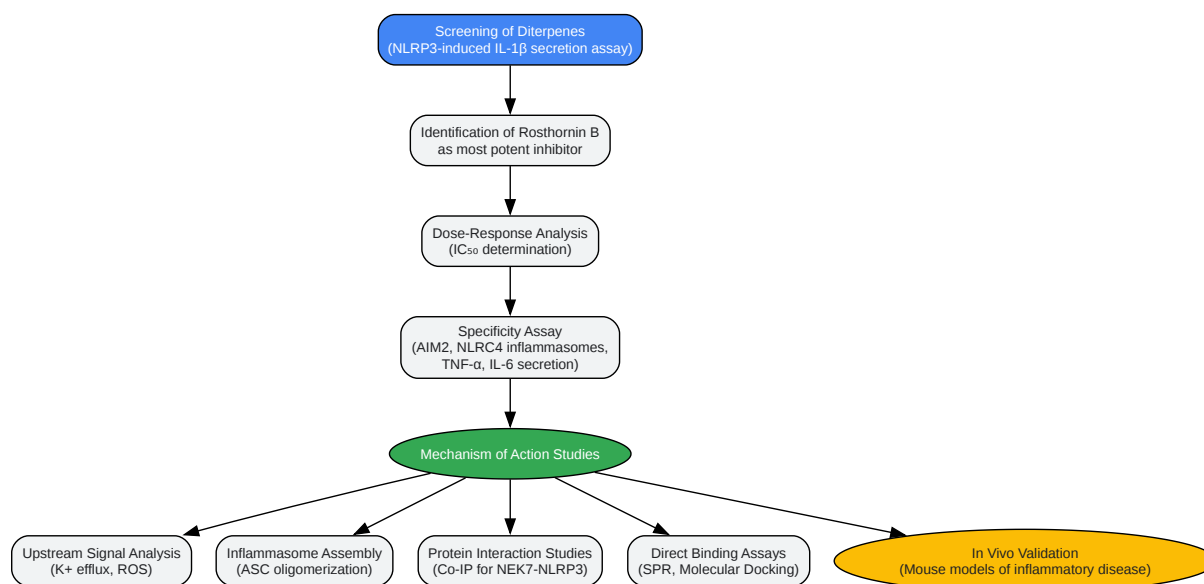 Screening of Diterpenes
(NLRP3-induced IL-1β secretion assay)
Identification of Rosthornin B
as most potent inhibitor
Dose-Response Analysis
(IC₅₀ determination)
Specificity Assay
(AIM2, NLRC4 inflammasomes,
TNF-α, IL-6 secretion)
Mechanism of Action Studies
Upstream Signal Analysis
(K+ efflux, ROS)
Inflammasome Assembly
(ASC oligomerization)
Protein Interaction Studies
(Co-IP for NEK7-NLRP3)
Direct Binding Assays
(SPR, Molecular Docking)
In Vivo Validation
(Mouse models of inflammatory disease)